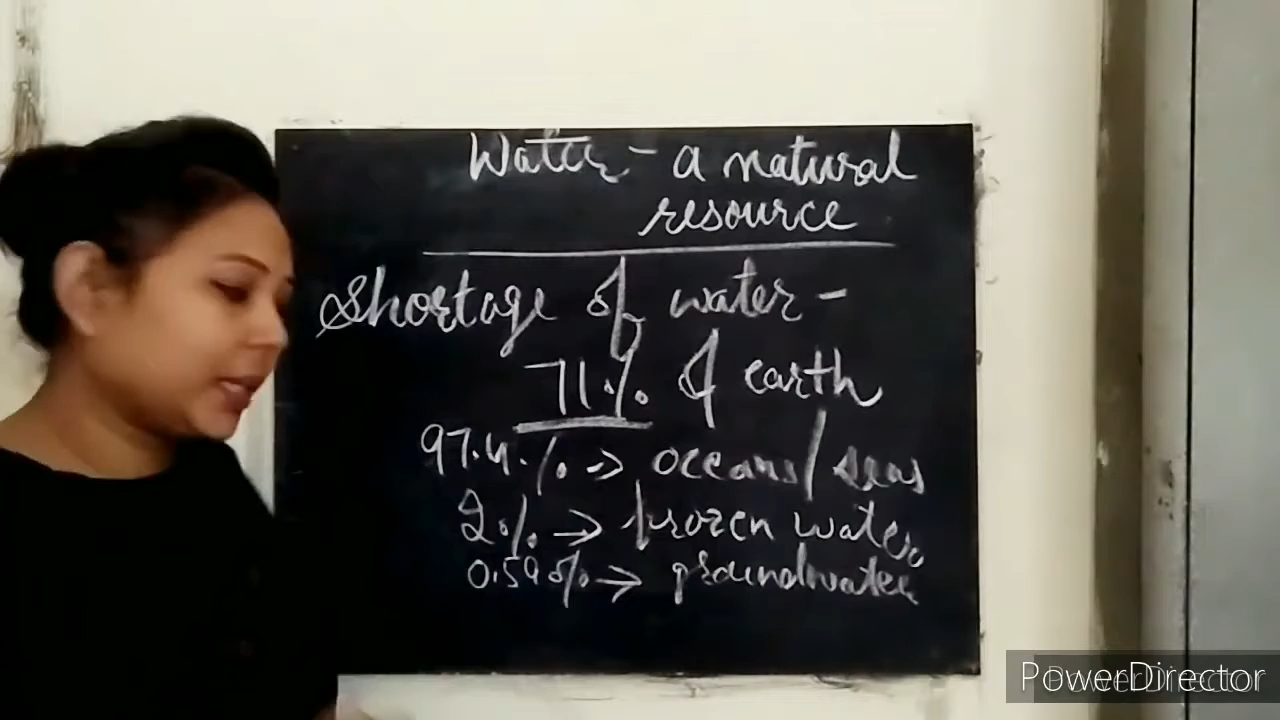 Water - a natural
resource
Shortage of water -
71% of earth
97.4% → oceans/seas
2% → frozen water
0.59% → groundwater
PowerDirector